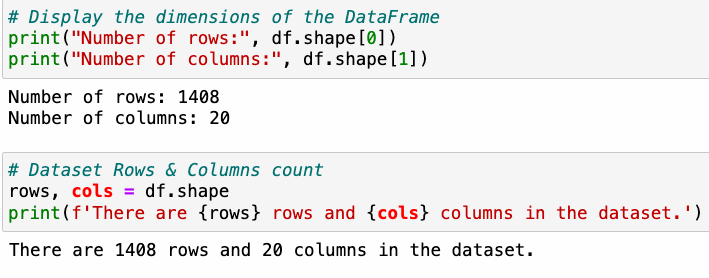 # Display the dimensions of the DataFrame
print("Number of rows:", df.shape[0])
print("Number of columns:", df.shape[1])
Number of rows: 1408
Number of columns: 20
# Dataset Rows & Columns count
rows, cols = df.shape
print(f'There are {rows} rows and {cols} columns in the dataset.')
There are 1408 rows and 20 columns in the dataset.